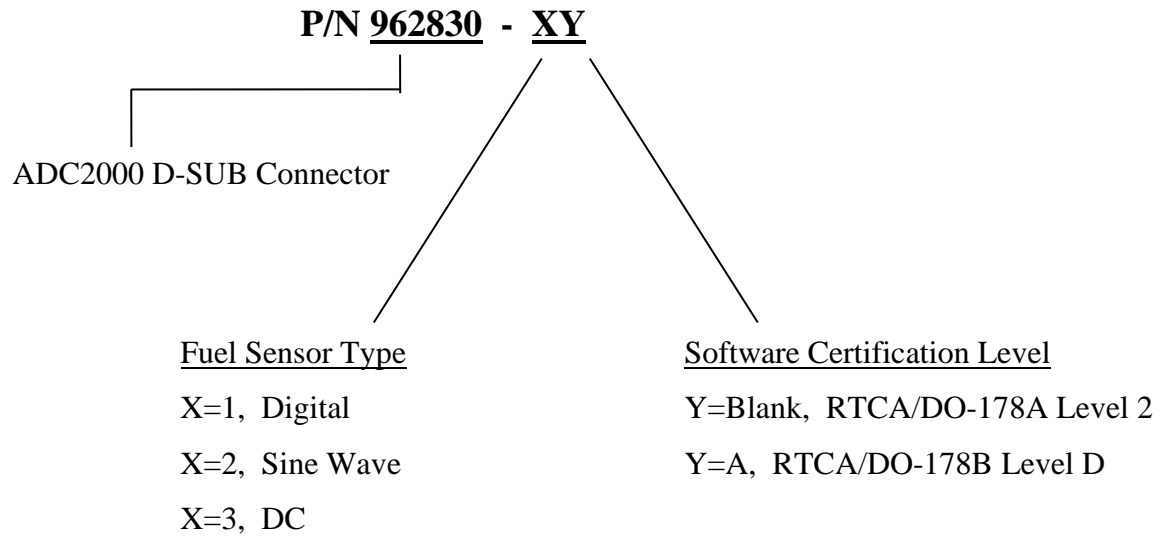 P/N 962830 - XY
ADC2000 D-SUB Connector
Fuel Sensor Type
X=1, Digital
X=2, Sine Wave
X=3, DC
Software Certification Level
Y=Blank, RTCA/DO-178A Level 2
Y=A, RTCA/DO-178B Level D